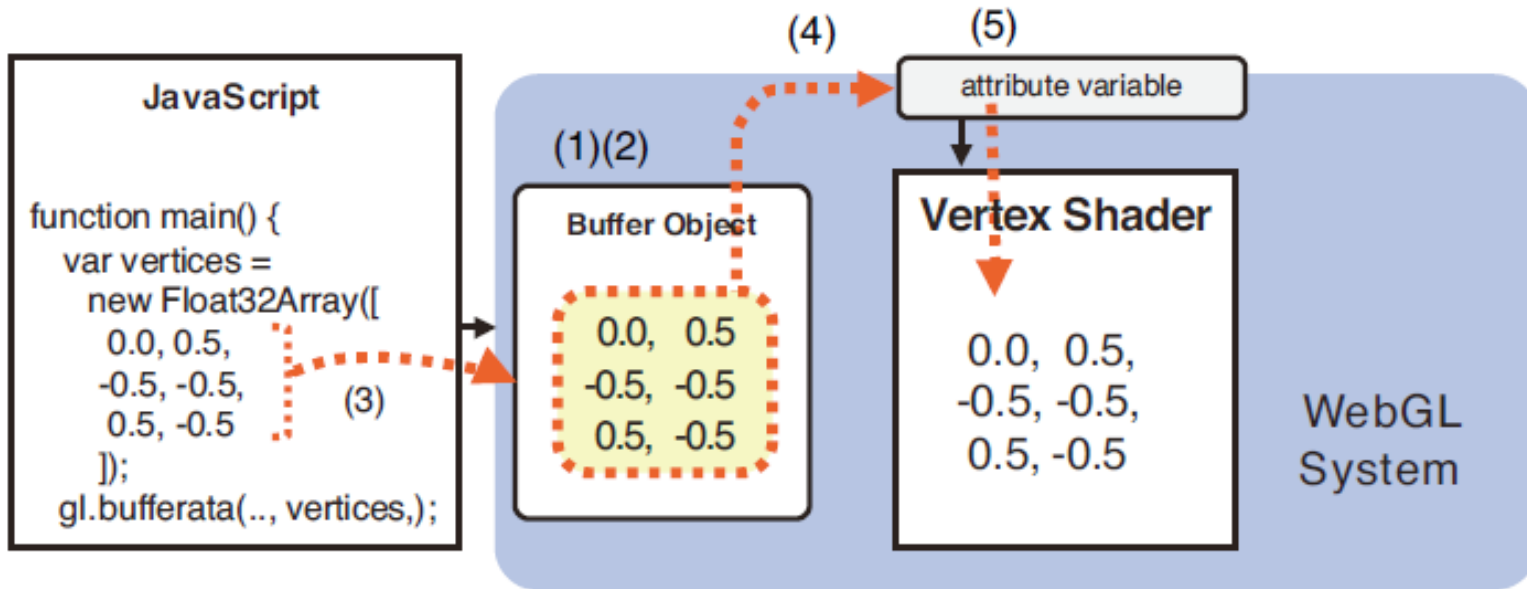 JavaScript
function main() {
var vertices =
new Float32Array([
0.0, 0.5,
-0.5, -0.5,
0.5, -0.5
]);
gl.bufferata(.., vertices,);
(3)
(1)(2)
Buffer Object
0.0, 0.5
-0.5, -0.5
0.5, -0.5
(4)
(5)
attribute variable
Vertex Shader
0.0, 0.5,
-0.5, -0.5,
0.5, -0.5
WebGL
System